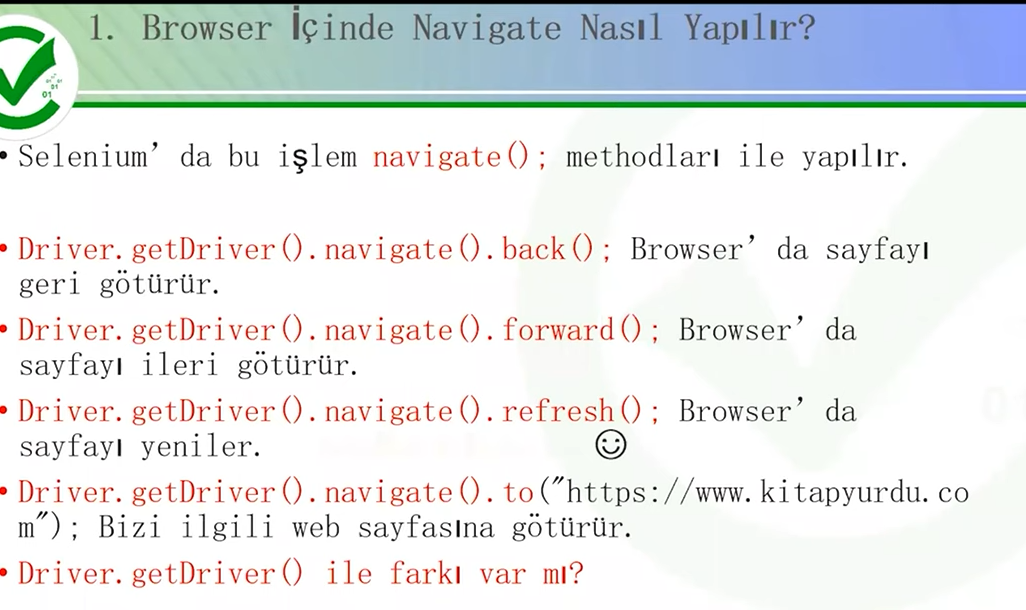 1. Browser İçinde Navigate Nasıl Yapılır?
• Selenium’ da bu işlem navigate(); methodları ile yapılır.
• Driver.getDriver().navigate().back(); Browser’ da sayfayı
geri götürür.
• Driver.getDriver().navigate().forward(); Browser’ da
sayfayı ileri götürür.
• Driver.getDriver().navigate().refresh(); Browser’ da
sayfayı yeniler. ☺
• Driver.getDriver().navigate().to(″https://www.kitapyurdu.co
m″); Bizi ilgili web sayfasına götürür.
• Driver.getDriver() ile farkı var mı?